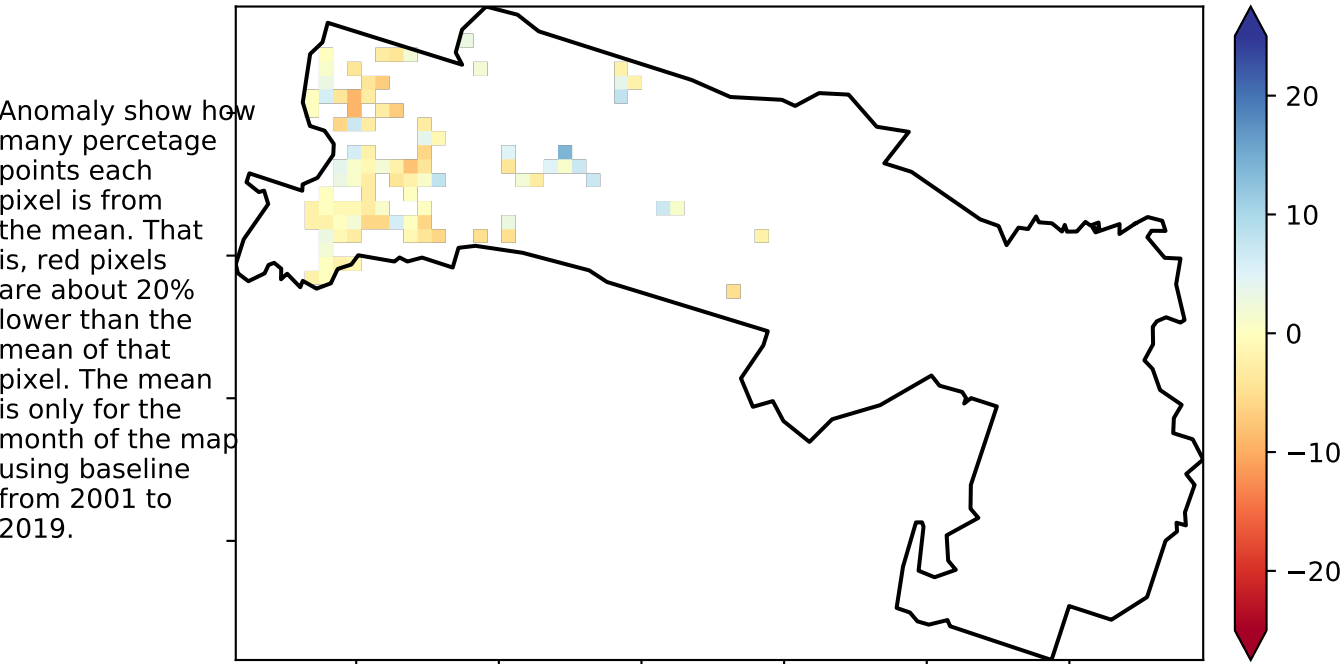 Anomaly show how
many percetage
points each
pixel is from
the mean. That
is, red pixels
are about 20%
lower than the
mean of that
pixel. The mean
is only for the
month of the map
using baseline
from 2001 to
2019.
20
10
0
−10
−20